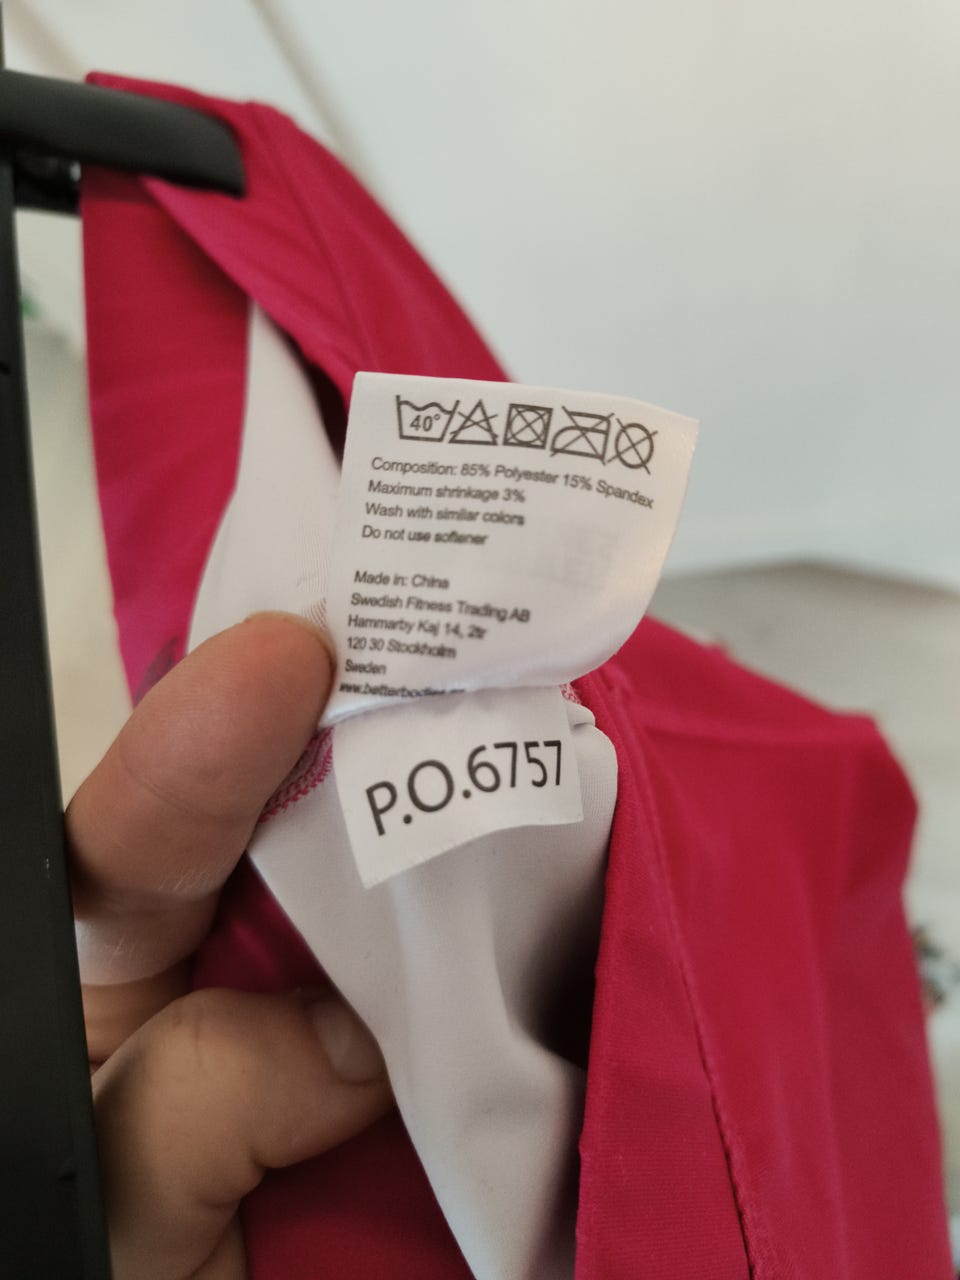 40°
Composition: 85% Polyester 15% Spandex
Maximum shrinkage 3%
Wash with similar colors
Do not use softener
Made in: China
Swedish Fitness Trading AB
Hammarby Kaj 14, 2tr
120 30 Stockholm
Sweden
P.O.6757